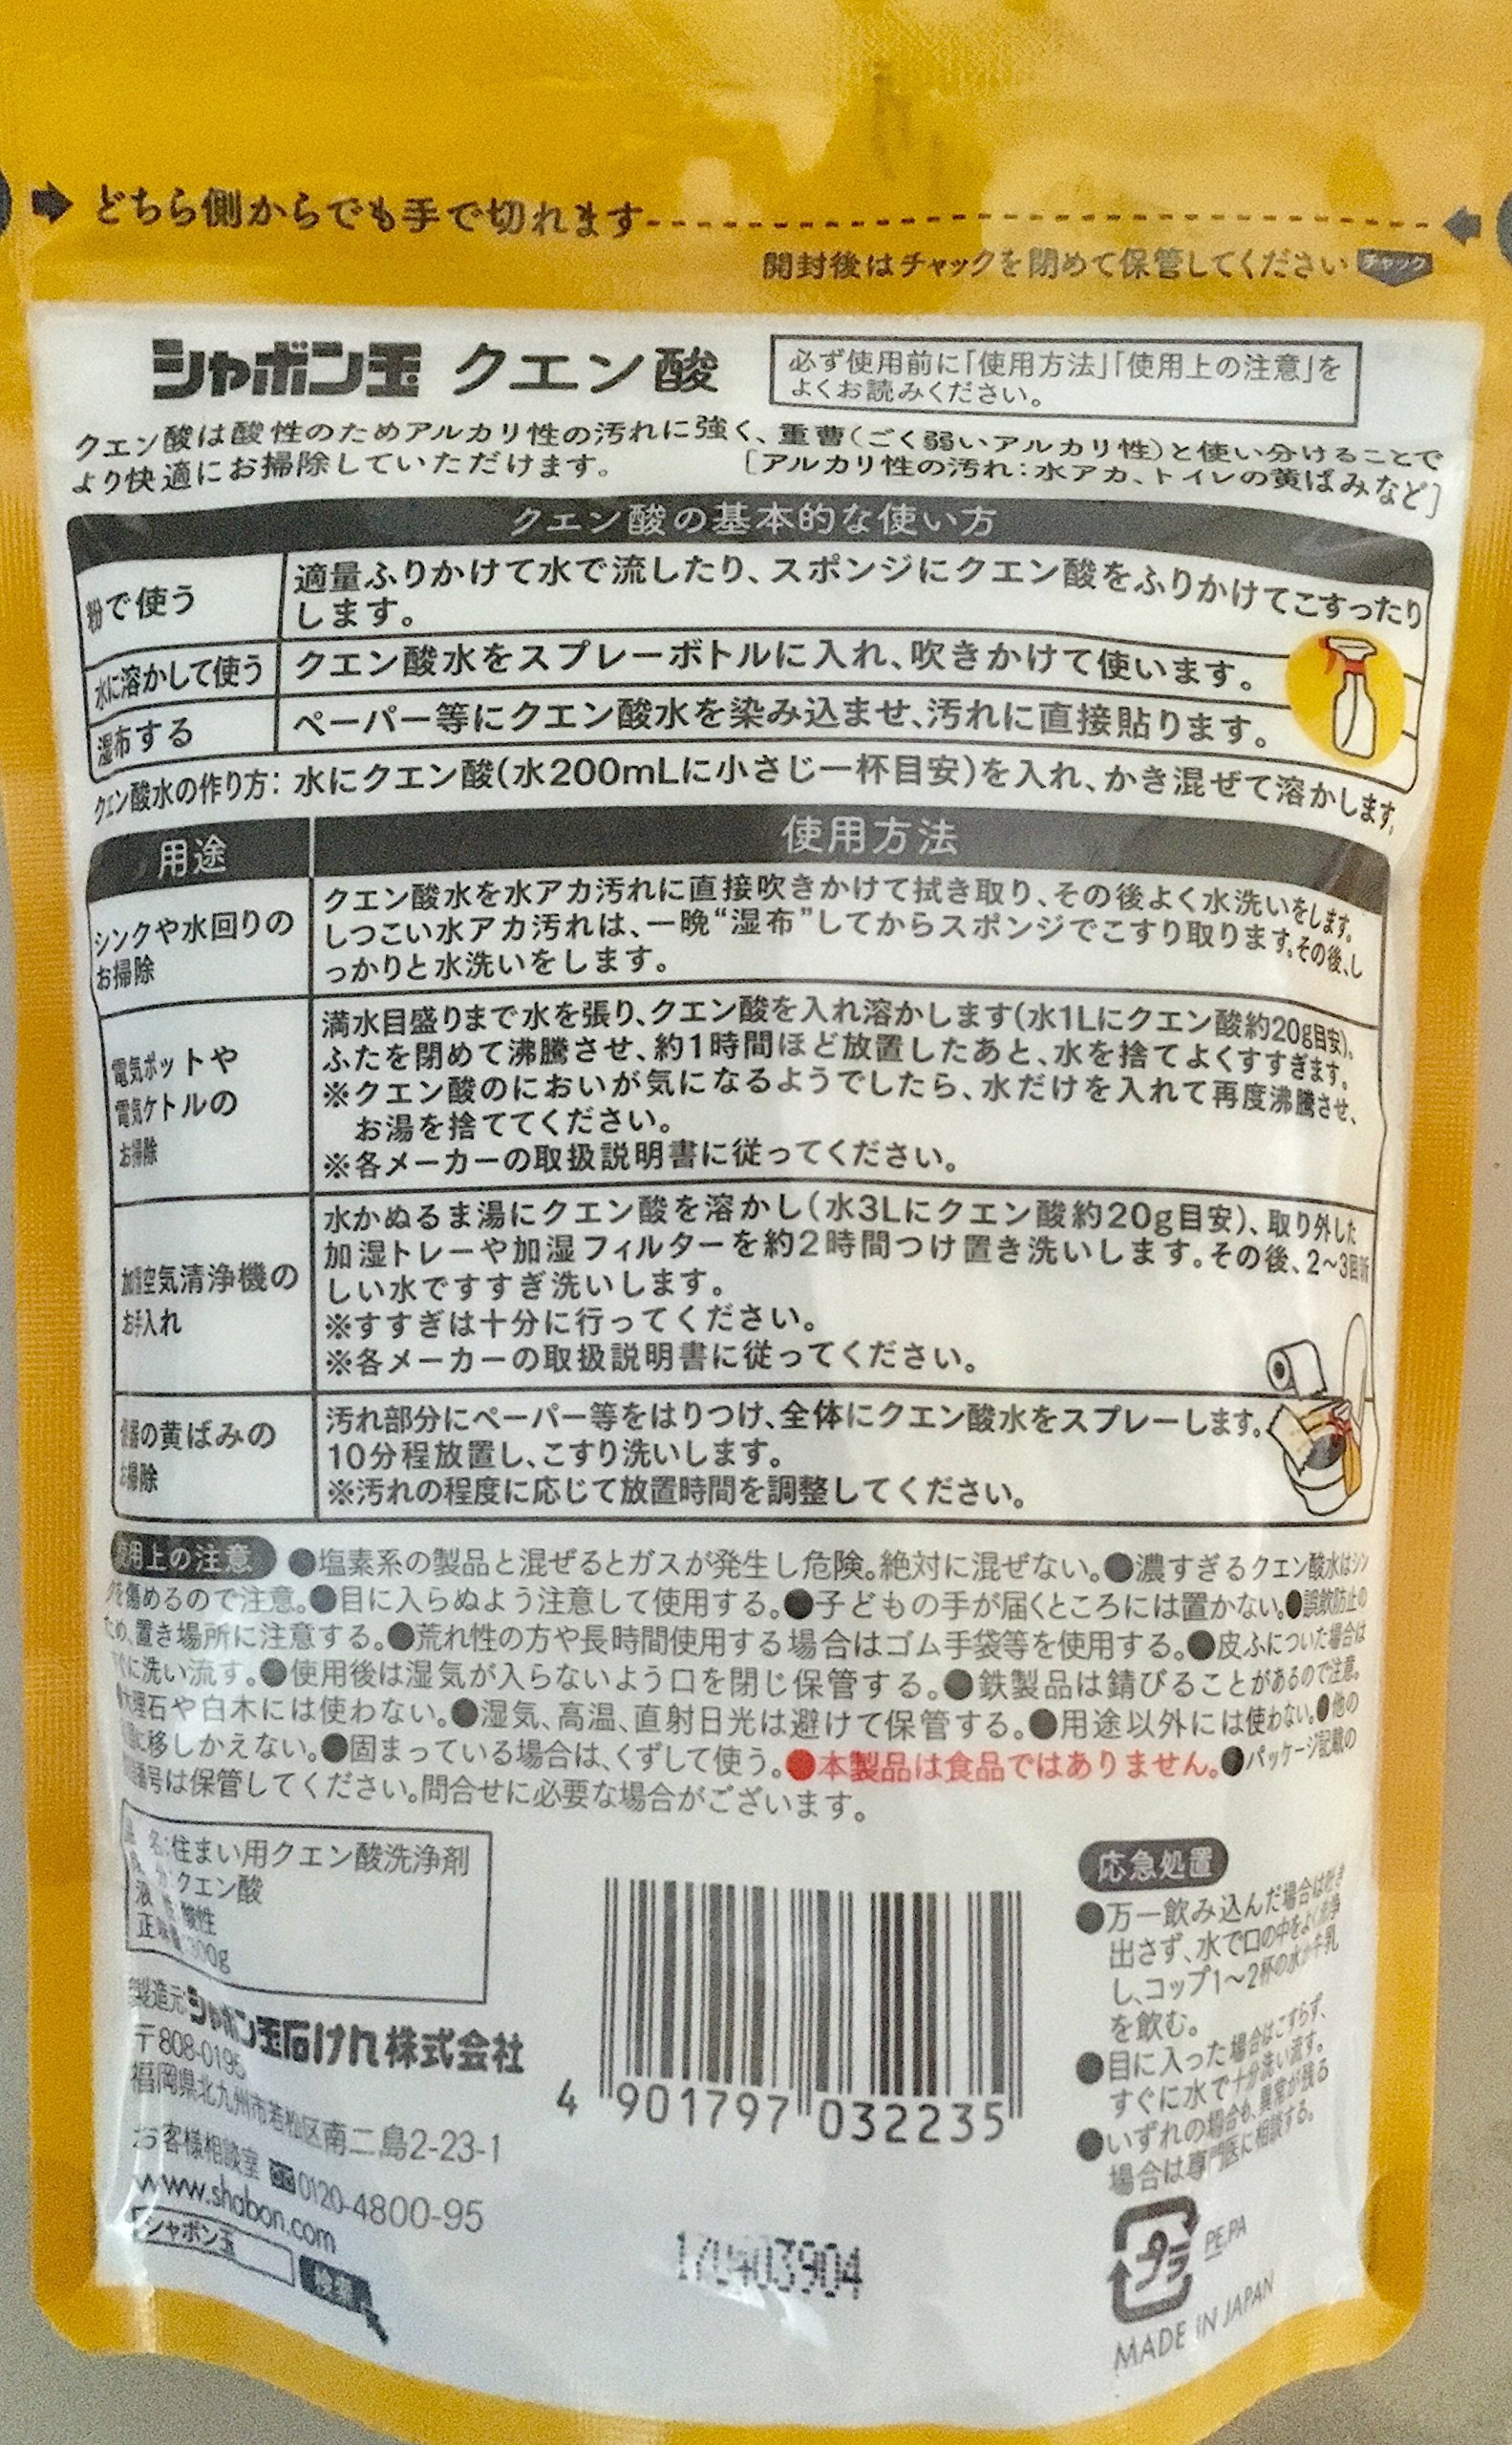 どちら側からでも手で切れます
開封後はチャックを閉めて保管してください チャック
シャボン玉 クエン酸
必ず使用前に「使用方法」「使用上の注意」を
よくお読みください。
クエン酸は酸性のためアルカリ性の汚れに強く、重曹(ごく弱いアルカリ性)と使い分けることで
より快適にお掃除していただけます。 [アルカリ性の汚れ:水アカ、トイレの黄ばみなど]
クエン酸の基本的な使い方
粉で使う
適量ふりかけて水で流したり、スポンジにクエン酸をふりかけてこすったり
します。
水に溶かして使う
クエン酸水をスプレーボトルに入れ、吹きかけて使います。
湿布する
ペーパー等にクエン酸水を染み込ませ、汚れに直接貼ります。
クエン酸水の作り方: 水にクエン酸(水200mLに小さじ一杯目安)を入れ、かき混ぜて溶かします。
用途
使用方法
シンクや水回りの
お掃除
クエン酸水を水アカ汚れに直接吹きかけて拭き取り、その後よく水洗いをします。
しつこい水アカ汚れは、一晩“湿布”してからスポンジでこすり取ります。その後、し
っかりと水洗いをします。
電気ポットや
電気ケトルの
お掃除
満水目盛りまで水を張り、クエン酸を入れ溶かします(水1Lにクエン酸約20g目安)。
ふたを閉めて沸騰させ、約1時間ほど放置したあと、水を捨てよくすすぎます。
※クエン酸のにおいが気になるようでしたら、水だけを入れて再度沸騰させ、
お湯を捨ててください。
※各メーカーの取扱説明書に従ってください。
加湿空気清浄機の
お手入れ
水かぬるま湯にクエン酸を溶かし(水3Lにクエン酸約20g目安)、取り外した
加湿トレーや加湿フィルターを約2時間つけ置き洗いします。その後、2〜3回新
しい水ですすぎ洗いします。
※すすぎは十分に行ってください。
※各メーカーの取扱説明書に従ってください。
便器の黄ばみの
お掃除
汚れ部分にペーパー等をはりつけ、全体にクエン酸水をスプレーします。
10分程放置し、こすり洗いします。
※汚れの程度に応じて放置時間を調整してください。
使用上の注意 ●塩素系の製品と混ぜるとガスが発生し危険。絶対に混ぜない。●濃すぎるクエン酸水はシン
クを傷めるので注意。●目に入らぬよう注意して使用する。●子どもの手が届くところには置かない。●誤飲防止の
ため、置き場所に注意する。●荒れ性の方や長時間使用する場合はゴム手袋等を使用する。●皮ふについた場合は
すぐに洗い流す。●使用後は湿気が入らないよう口を閉じ保管する。●鉄製品は錆びることがあるので注意。
●大理石や白木には使わない。●湿気、高温、直射日光は避けて保管する。●用途以外には使わない。●他の
に移しかえない。●固まっている場合は、くずして使う。●本製品は食品ではありません。●パッケージ記載の
番号は保管してください。問合せに必要な場合がございます。
名:住まい用クエン酸洗浄剤
クエン酸
液性 酸性
正味量 300g
製造元 シャボン玉石けん株式会社
〒808-0195
福岡県北九州市若松区南二島2-23-1
お客様相談室 0120-4800-95
www.shabon.com
シャボン玉 検索
4 901797 032235
応急処置
●万一飲み込んだ場合は吐き
出さず、水で口の中をよく洗浄
し、コップ1〜2杯の水か牛乳
を飲む。
●目に入った場合はこすらず、
すぐに水で十分洗い流す。
●いずれの場合も、異常が残る
場合は専門医に相談する。
プラ PE,PA
MADE IN JAPAN